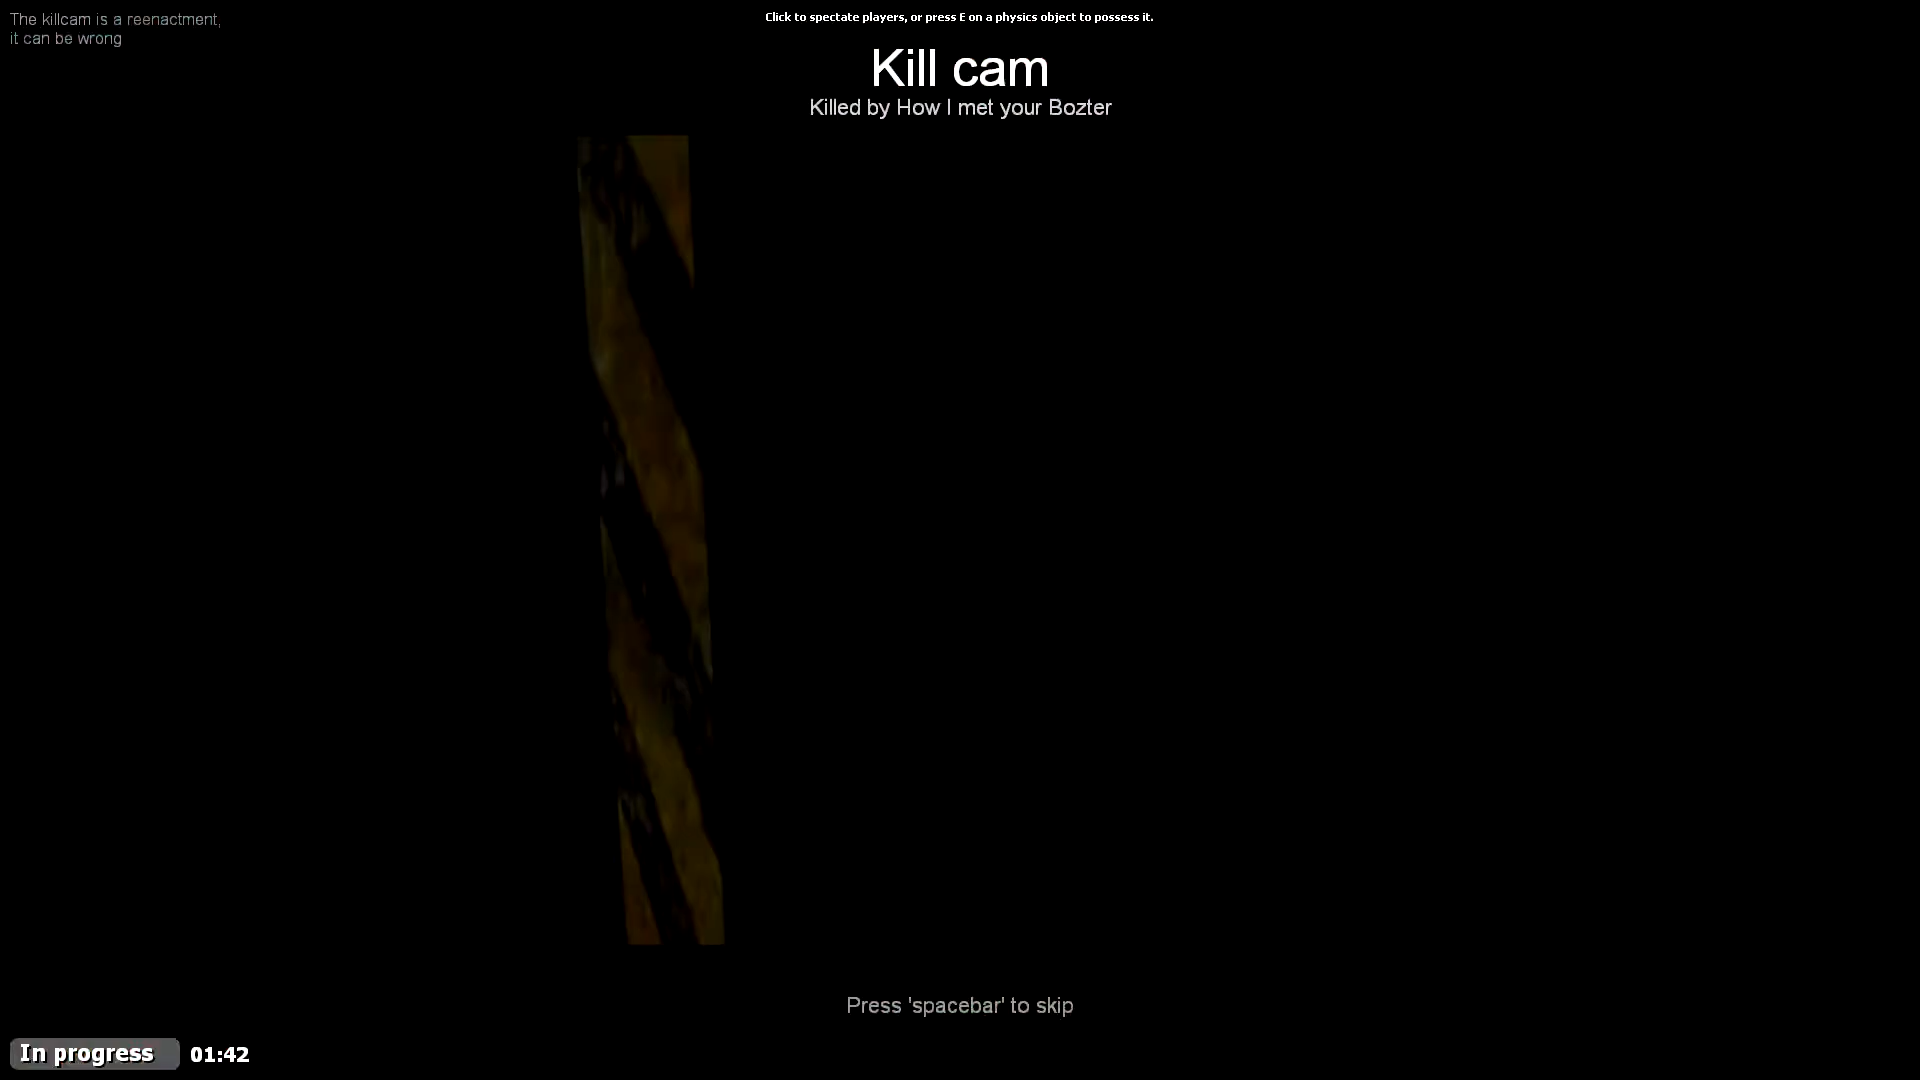 The killcam is a reenactment,
it can be wrong
Click to spectate players, or press E on a physics object to possess it.
Kill cam
Killed by How I met your Bozter
Press 'spacebar' to skip
In progress 01:42